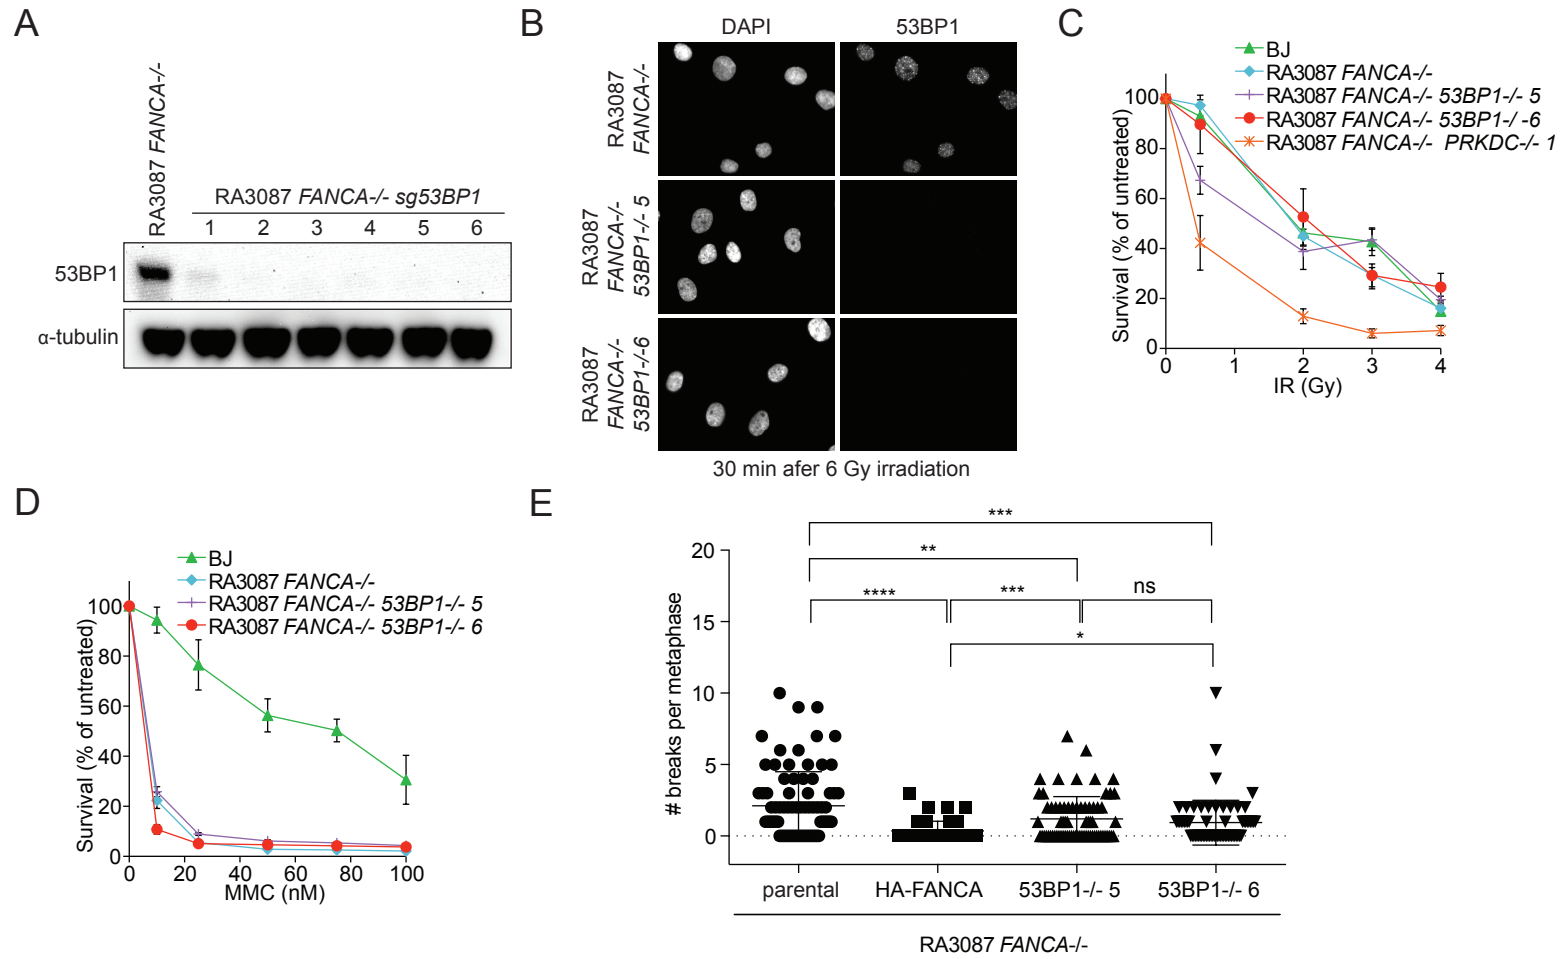 A
RA3087 FANCA-/-
RA3087 FANCA-/- sg53BP1
1 2 3 4 5 6
53BP1
α-tubulin
B
DAPI 53BP1
RA3087
FANCA-/-
RA3087
FANCA-/-
53BP1-/- 5
RA3087
FANCA-/-
53BP1-/-6
30 min afer 6 Gy irradiation
C
BJ
RA3087 FANCA-/-
RA3087 FANCA-/- 53BP1-/- 5
RA3087 FANCA-/- 53BP1-/ -6
RA3087 FANCA-/- PRKDC-/- 1
Survival (% of untreated)
100
80
60
40
20
0
0 1 2 3 4
IR (Gy)
D
BJ
RA3087 FANCA-/-
RA3087 FANCA-/- 53BP1-/- 5
RA3087 FANCA-/- 53BP1-/- 6
Survival (% of untreated)
100
80
60
40
20
0
0 20 40 60 80 100
MMC (nM)
E
***
**
**** *** ns
*
# breaks per metaphase
20
15
10
5
0
parental HA-FANCA 53BP1-/- 5 53BP1-/- 6
RA3087 FANCA-/-